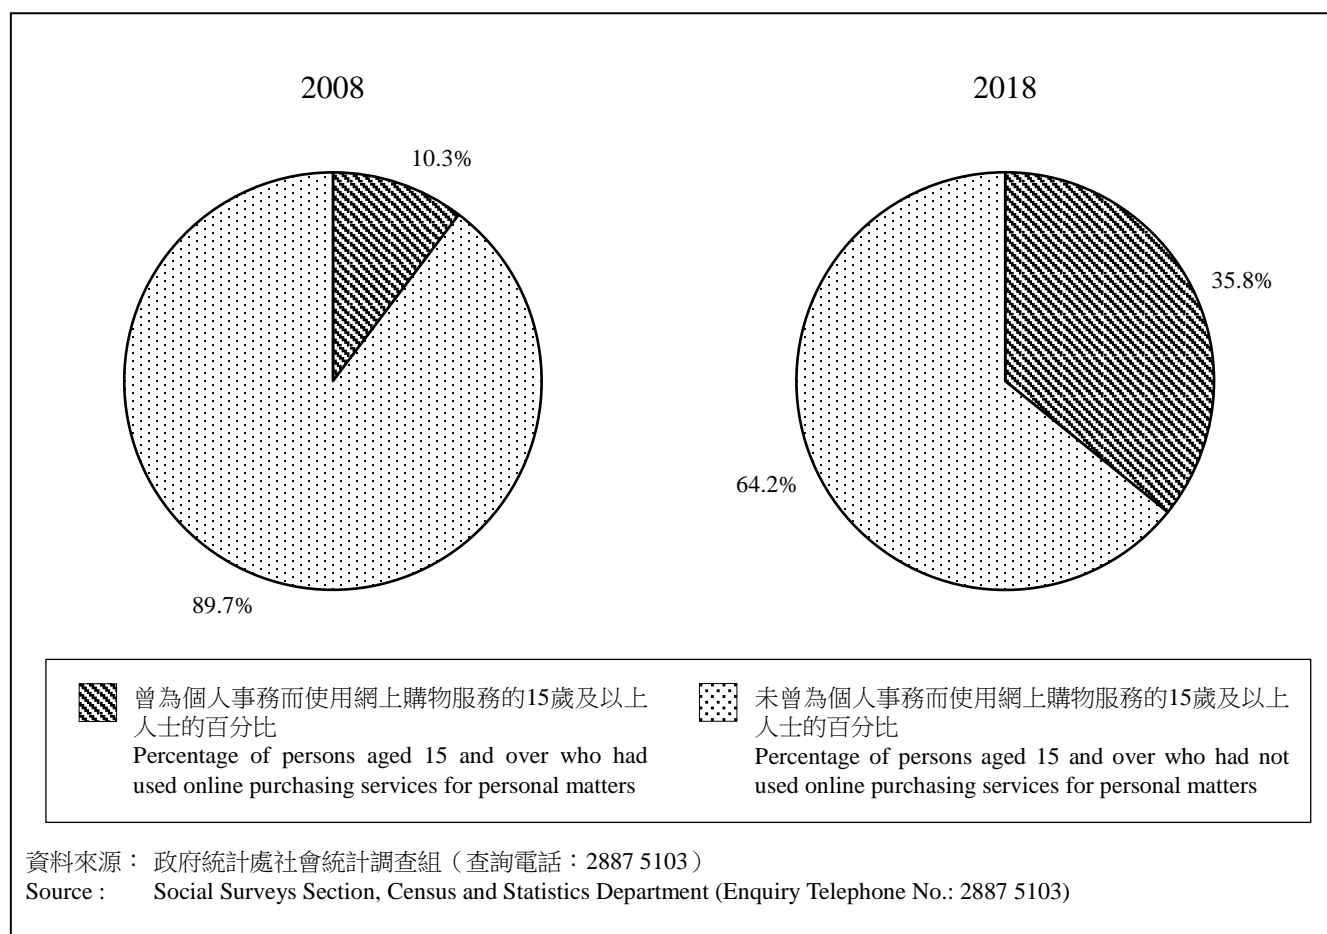 2008
2018
10.3%
35.8%
64.2%
89.7%
曾為個人事務而使用網上購物服務的15歲及以上
人士的百分比
Percentage of persons aged 15 and over who had
used online purchasing services for personal matters
未曾為個人事務而使用網上購物服務的15歲及以上
人士的百分比
Percentage of persons aged 15 and over who had not
used online purchasing services for personal matters
資料來源： 政府統計處社會統計調查組（查詢電話：2887 5103）
Source : Social Surveys Section, Census and Statistics Department (Enquiry Telephone No.: 2887 5103)